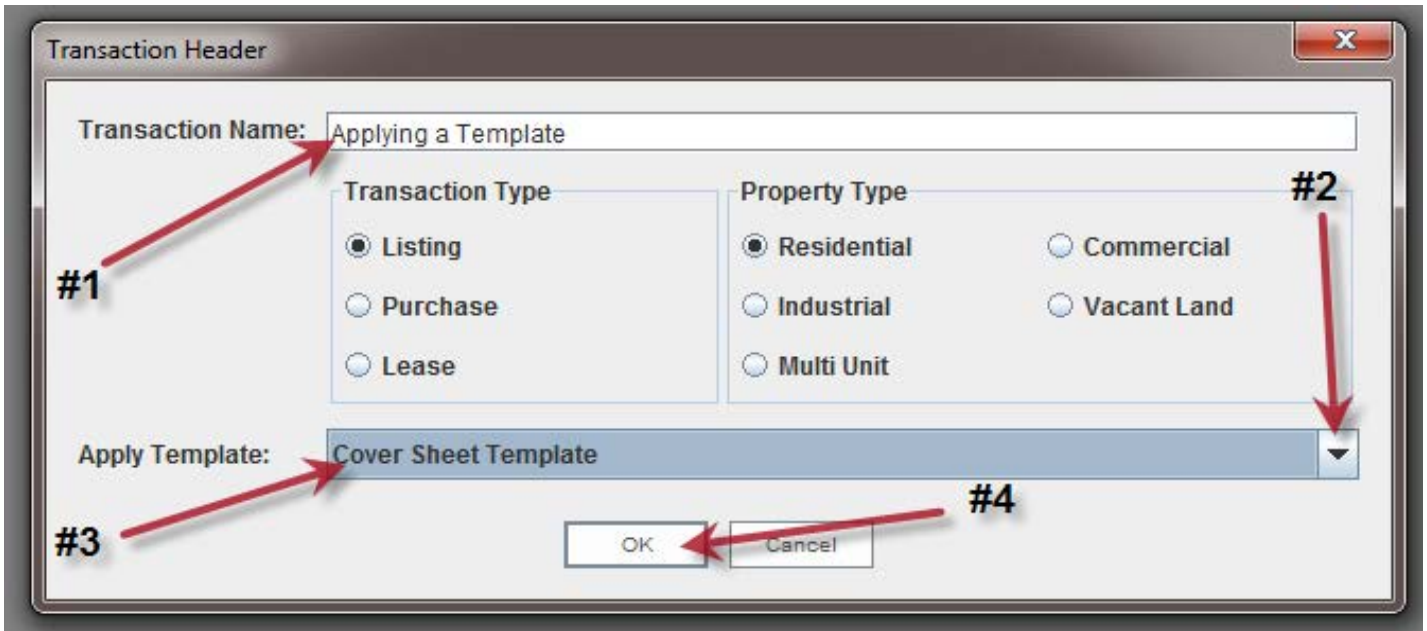 Transaction Header
X
Transaction Name: Applying a Template
Transaction Type Property Type #2
Listing Residential Commercial
#1
Purchase Industrial Vacant Land
Lease Multi Unit
Apply Template: Cover Sheet Template
#4
#3 OK Cancel